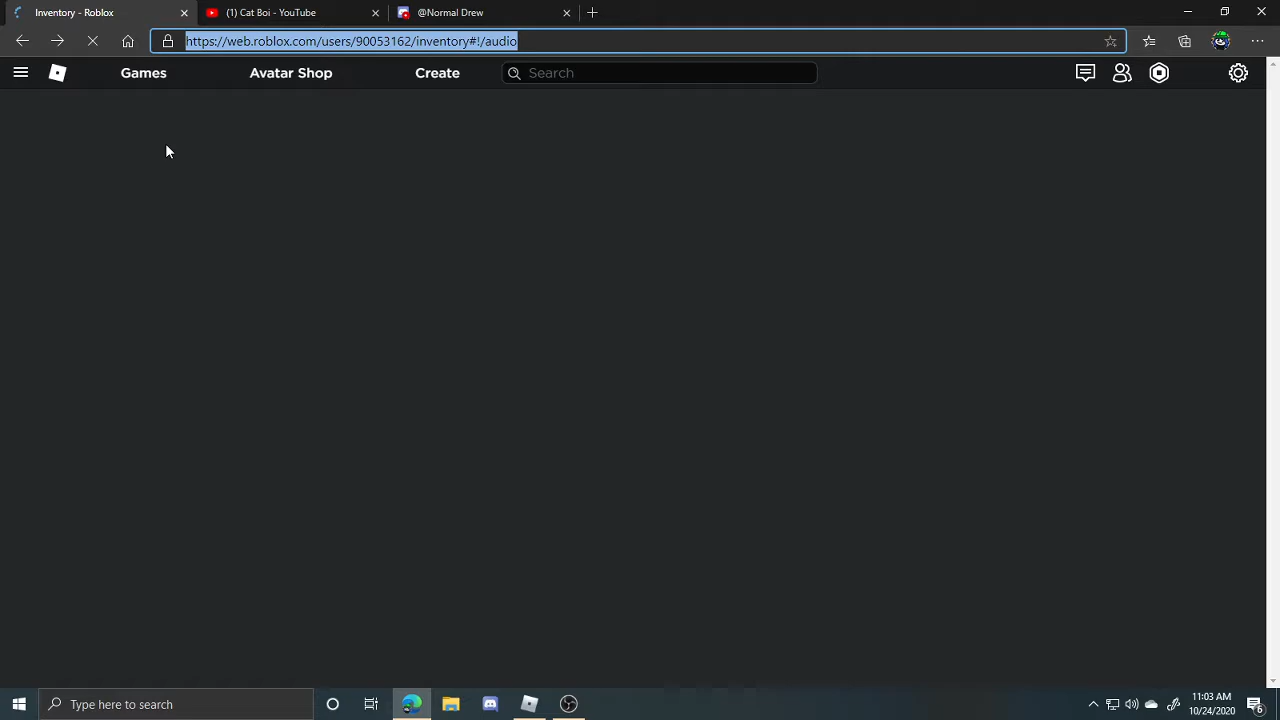 Inventory - Roblox
(1) Cat Boi - YouTube
@Normal Drew
https://web.roblox.com/users/90053162/inventory#!/audio
Games
Avatar Shop
Create
Search
Type here to search
11:03 AM
10/24/2020
6